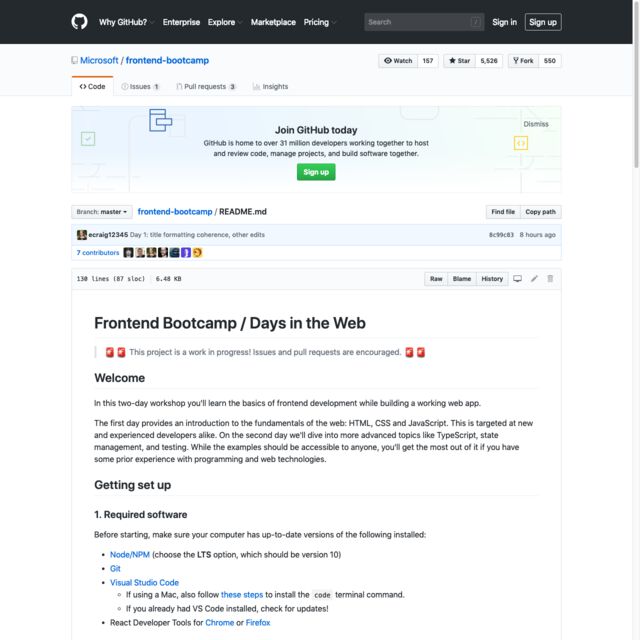 Why GitHub? Enterprise Explore Marketplace Pricing Search / Sign in Sign up
Microsoft / frontend-bootcamp Watch 157 Star 5,526 Fork 550
Code Issues 1 Pull requests 3 Insights
Dismiss
Join GitHub today
GitHub is home to over 31 million developers working together to host
and review code, manage projects, and build software together.
Sign up
Branch: master frontend-bootcamp / README.md Find file Copy path
ecraig12345 Day 1: title formatting coherence, other edits 8c99c83 8 hours ago
7 contributors
130 lines (87 sloc) 6.48 KB Raw Blame History
Frontend Bootcamp / Days in the Web
🚨 🚨 This project is a work in progress! Issues and pull requests are encouraged. 🚨 🚨
Welcome
In this two-day workshop you'll learn the basics of frontend development while building a working web app.
The first day provides an introduction to the fundamentals of the web: HTML, CSS and JavaScript. This is targeted at new
and experienced developers alike. On the second day we'll dive into more advanced topics like TypeScript, state
management, and testing. While the examples should be accessible to anyone, you'll get the most out of it if you have
some prior experience with programming and web technologies.
Getting set up
1. Required software
Before starting, make sure your computer has up-to-date versions of the following installed:
• Node/NPM (choose the LTS option, which should be version 10)
• Git
• Visual Studio Code
◦ If using a Mac, also follow these steps to install the code terminal command.
◦ If you already had VS Code installed, check for updates!
• React Developer Tools for Chrome or Firefox